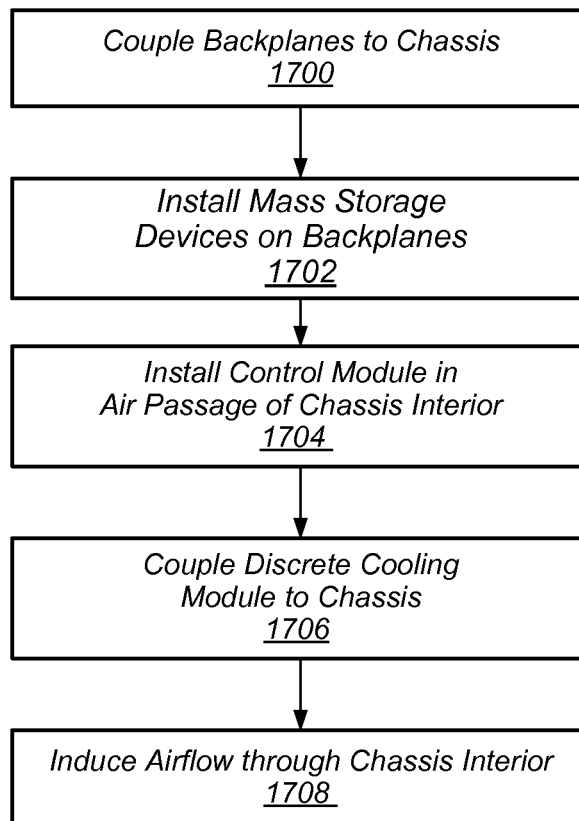 Couple Backplanes to Chassis
1700
Install Mass Storage
Devices on Backplanes
1702
Install Control Module in
Air Passage of Chassis Interior
1704
Couple Discrete Cooling
Module to Chassis
1706
Induce Airflow through Chassis Interior
1708